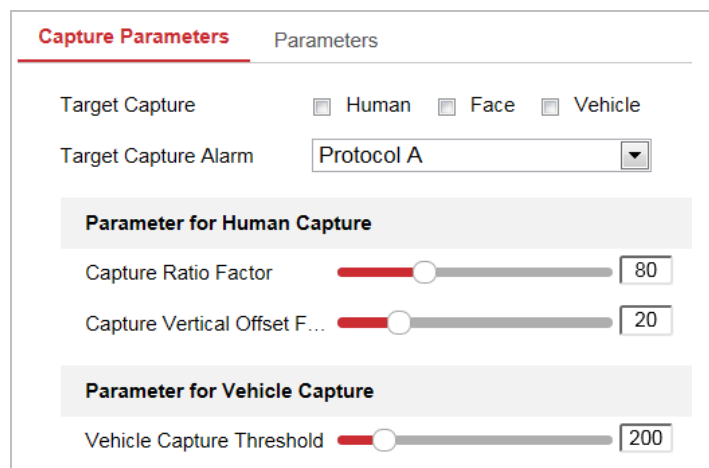 Capture Parameters Parameters
Target Capture Human Face Vehicle
Target Capture Alarm Protocol A
Parameter for Human Capture
Capture Ratio Factor 80
Capture Vertical Offset F... 20
Parameter for Vehicle Capture
Vehicle Capture Threshold 200